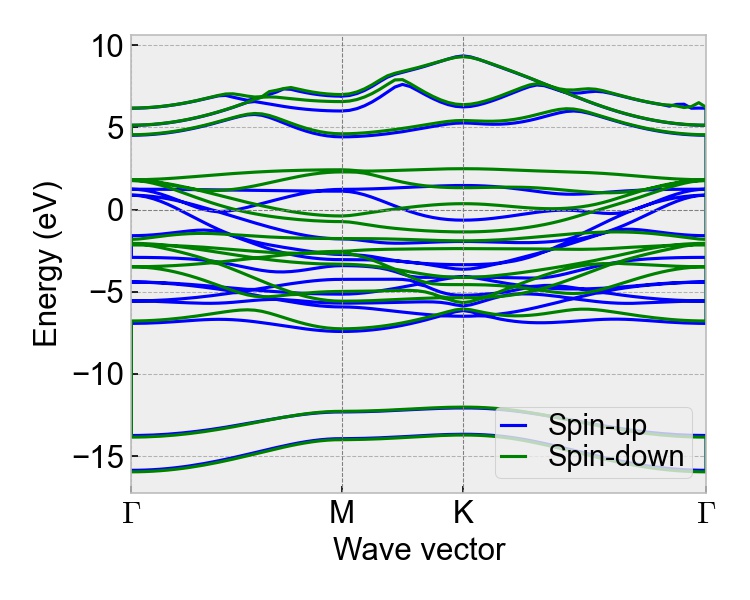 10
5
0
−5
−10
−15
Energy (eV)
Spin-up
Spin-down
Γ M K Γ
Wave vector